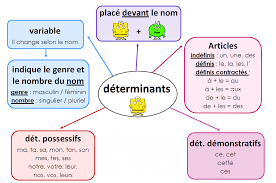 placé devant le nom
+
variable
il change selon le nom
indique le genre et
le nombre du nom
genre : masculin / féminin
nombre : singulier / pluriel
déterminants
Articles
indéfinis : un, une, des
définis : le, la, les, l'
définis contractés :
à + le = au
à + les = aux
de + le = du
de + les = des
dét. possessifs
ma, ta, sa, mon, ton, son
mes, tes, ses
notre, votre, leur
nos, vos, leurs
dét. démonstratifs
ce, cet
cette
ces